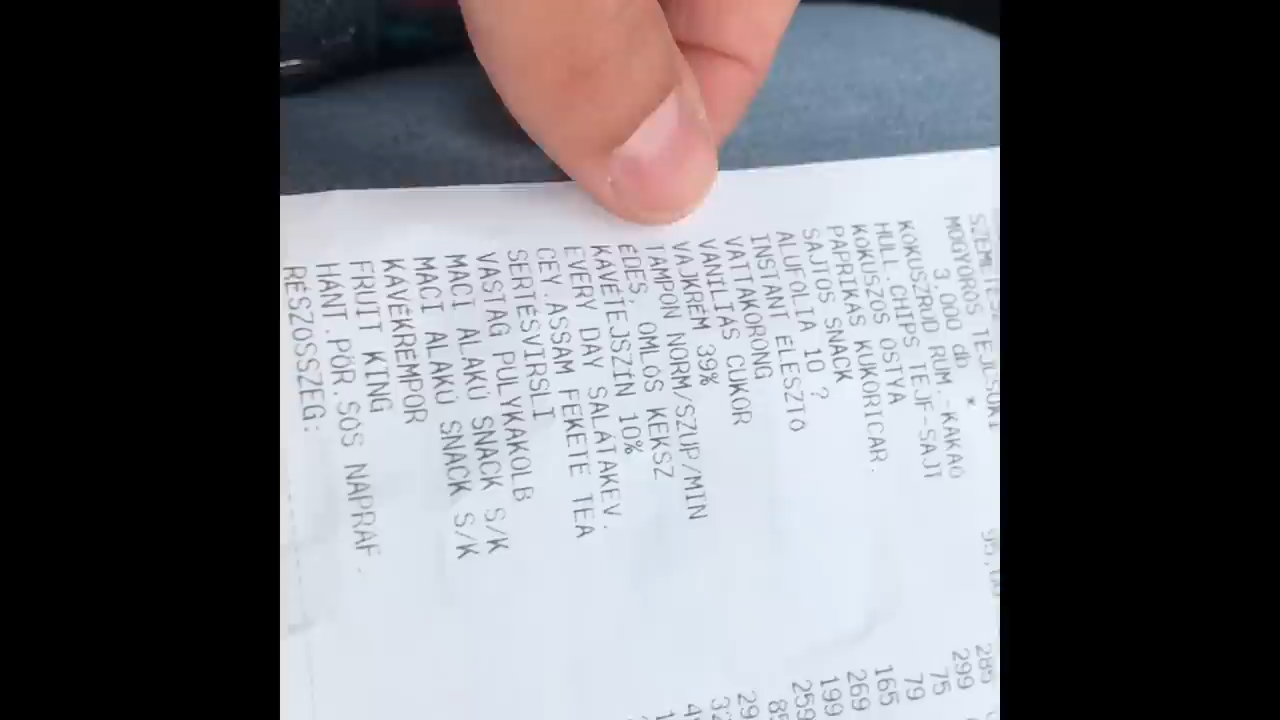 MOGYORÓS TEJCSOKI
3,000 db *
KÓKUSZRÚD RUM.-KAKAÓ
HULL.CHIPS TEJF-SAJT
KÓKUSZOS OSTYA
PAPRIKÁS KUKORICAR.
SAJTOS SNACK
ALUFÓLIA 10 ?
INSTANT ÉLESZTŐ
VATTAKORONG
VANÍLIÁS CUKOR
VAJKRÉM 39%
TAMPON NORM/SZUP/MIN
ÉDES, OMLÓS KEKSZ
KÁVÉTEJSZÍN 10%
EVERY DAY SALÁTAKEV.
CEY.ASSAM FEKETE TEA
SERTÉSVIRSLI
VASTAG PULYKAKOLB
MACI ALAKÚ SNACK S/K
MACI ALAKÚ SNACK S/K
KÁVÉKRÉMPOR
FRUIT KING
HÁNT.PÖR.SÓS NAPRAF.
RÉSZÖSSZEG:
285
299
75
79
165
269
199
259